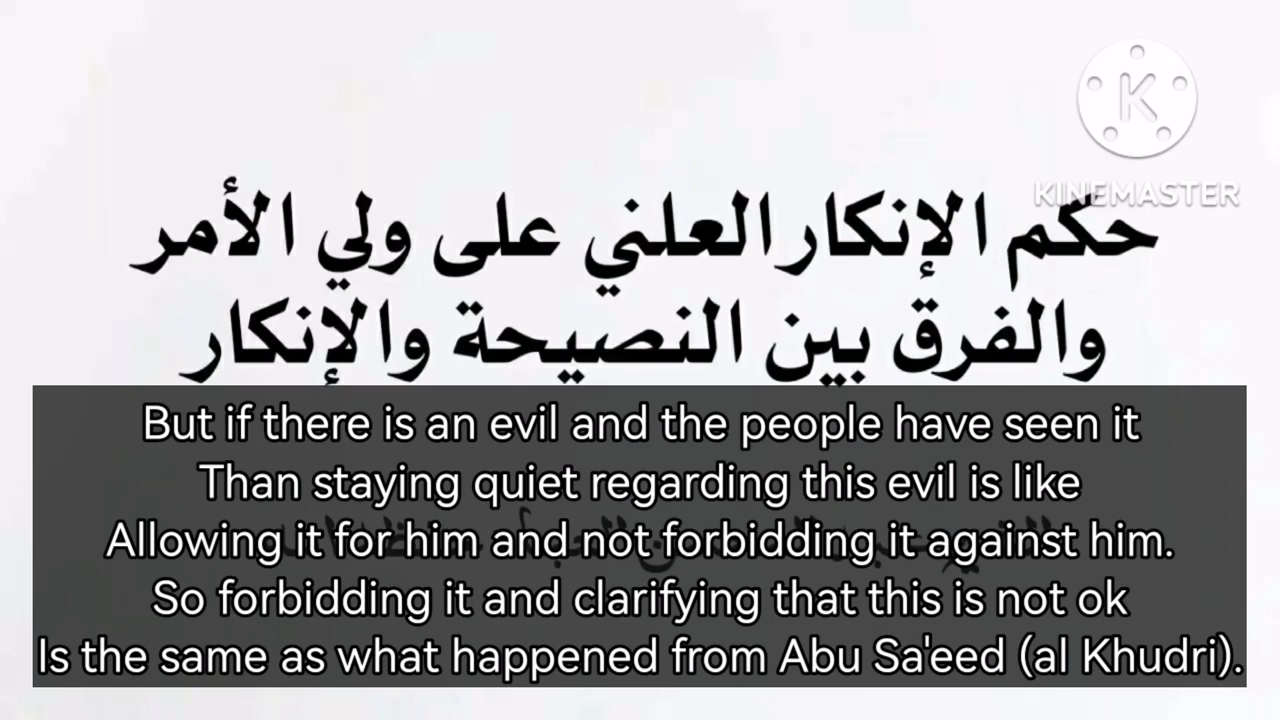 K
KINEMASTER
حكم الإنكار العلني على ولي الأمر
والفرق بين النصيحة والإنكار
But if there is an evil and the people have seen it
Than staying quiet regarding this evil is like
Allowing it for him and not forbidding it against him.
So forbidding it and clarifying that this is not ok
Is the same as what happened from Abu Sa'eed (al Khudri).